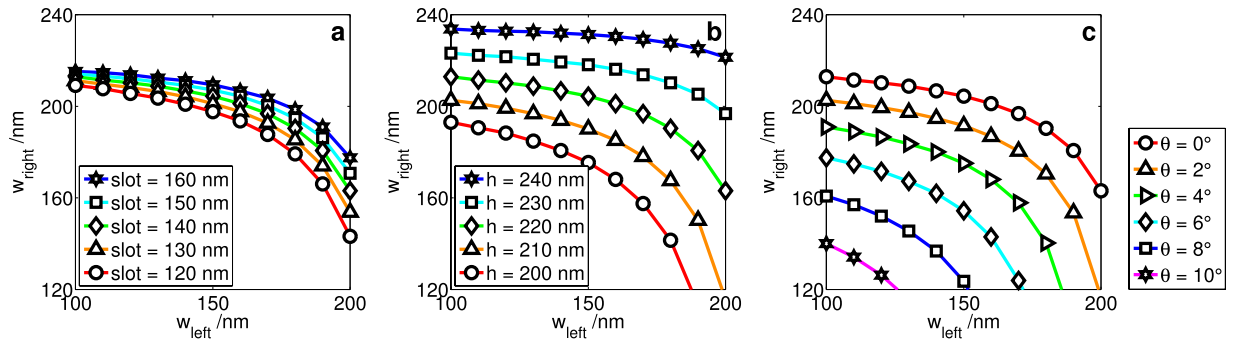 a
240
200
160
120
w_right /nm
slot = 160 nm
slot = 150 nm
slot = 140 nm
slot = 130 nm
slot = 120 nm
100
150
200
w_left /nm
b
240
200
160
120
w_right /nm
h = 240 nm
h = 230 nm
h = 220 nm
h = 210 nm
h = 200 nm
100
150
200
w_left /nm
c
240
200
160
120
w_right /nm
100
150
200
w_left /nm
θ = 0°
θ = 2°
θ = 4°
θ = 6°
θ = 8°
θ = 10°